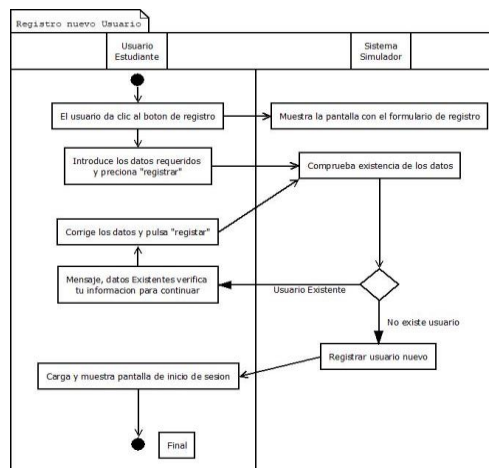 Registro nuevo Usuario
Usuario
Estudiante
Sistema
Simulador
El usuario da clic al boton de registro
Muestra la pantalla con el formulario de registro
Introduce los datos requeridos
y preciona "registrar"
Comprueba existencia de los datos
Corrige los datos y pulsa "registar"
Mensaje, datos Existentes verifica
tu informacion para continuar
Usuario Existente
No existe usuario
Registrar usuario nuevo
Carga y muestra pantalla de inicio de sesion
Final